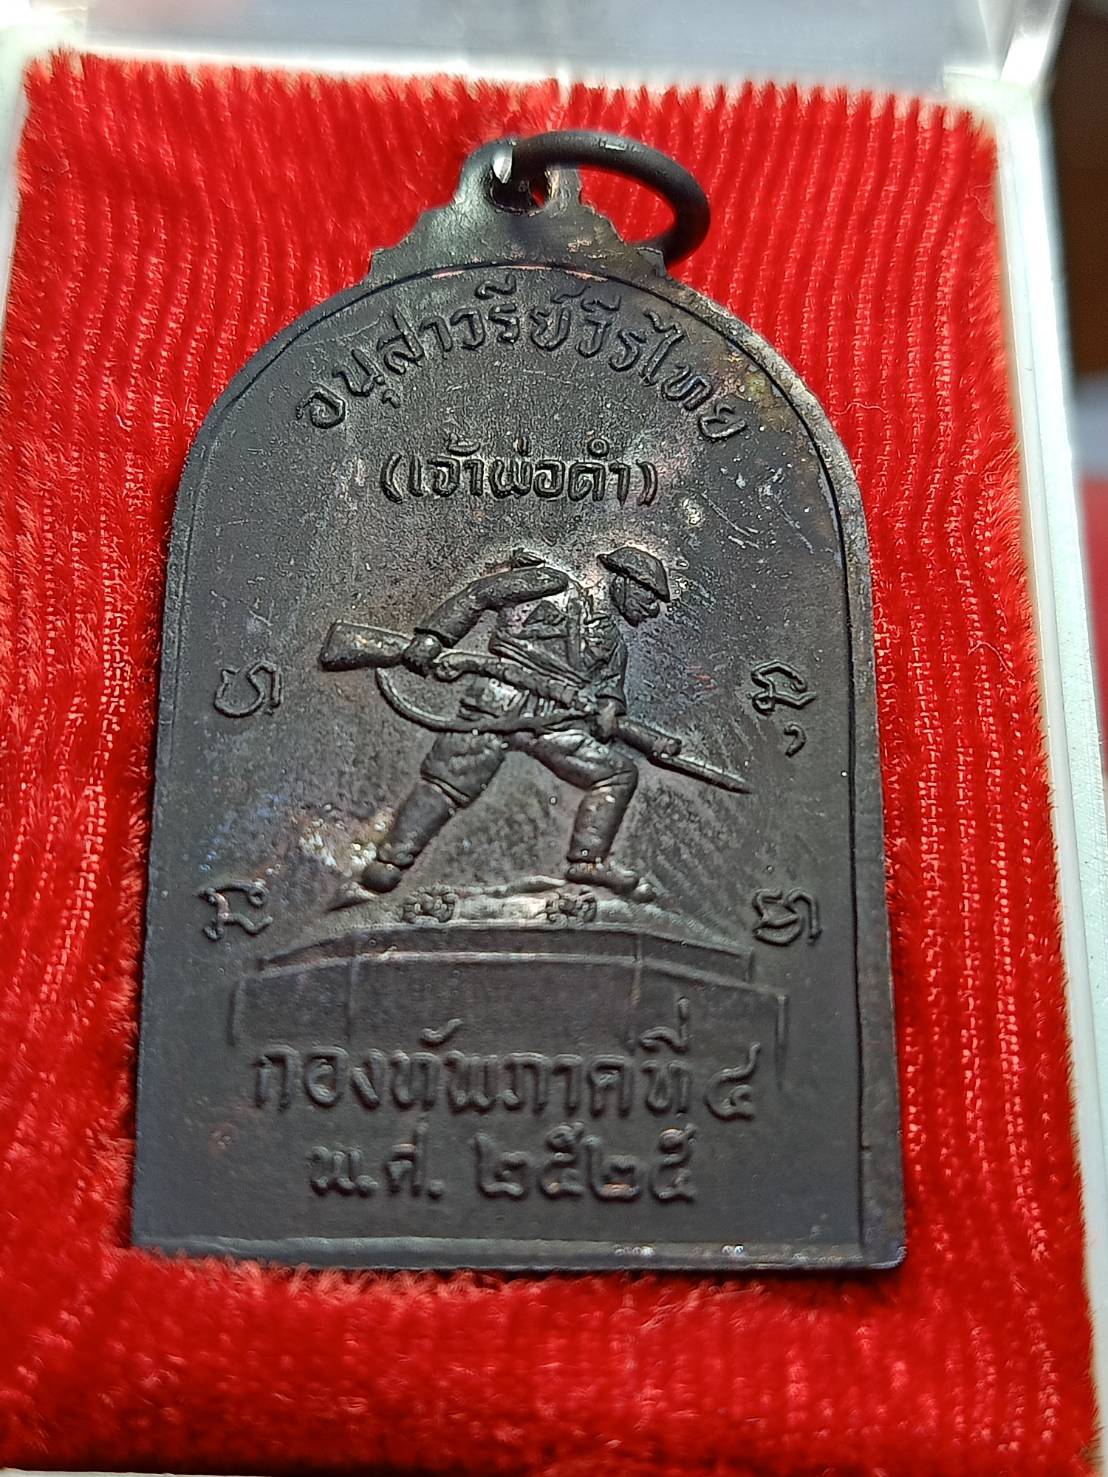 อนุสาวรีย์วีรไทย
(เจ้าพ่อดำ)
กองทัพภาคที่ ๔
พ.ศ. ๒๕๒๕